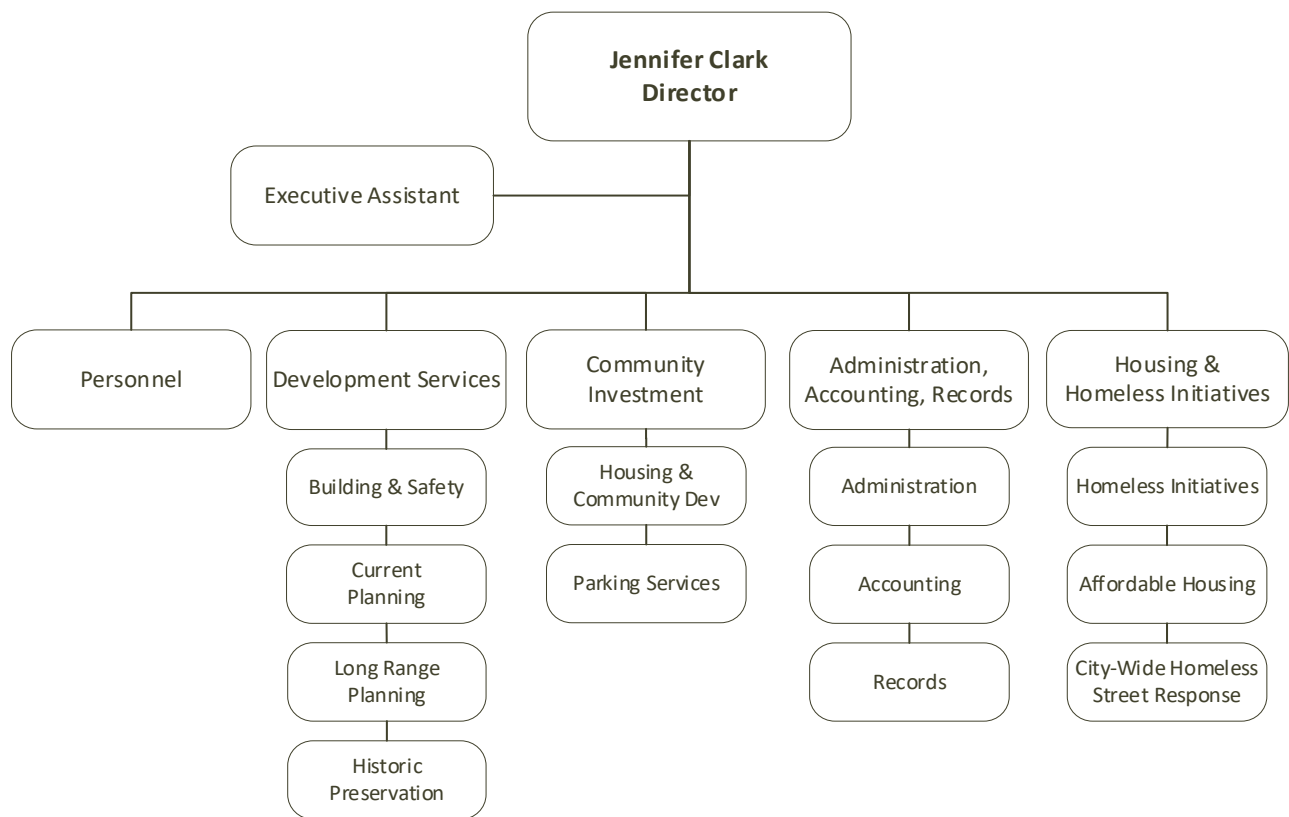 Jennifer Clark
Director
Executive Assistant
Personnel
Development Services
Community
Investment
Administration,
Accounting, Records
Housing &
Homeless Initiatives
Building & Safety
Current
Planning
Long Range
Planning
Historic
Preservation
Housing &
Community Dev
Parking Services
Administration
Accounting
Records
Homeless Initiatives
Affordable Housing
City-Wide Homeless
Street Response